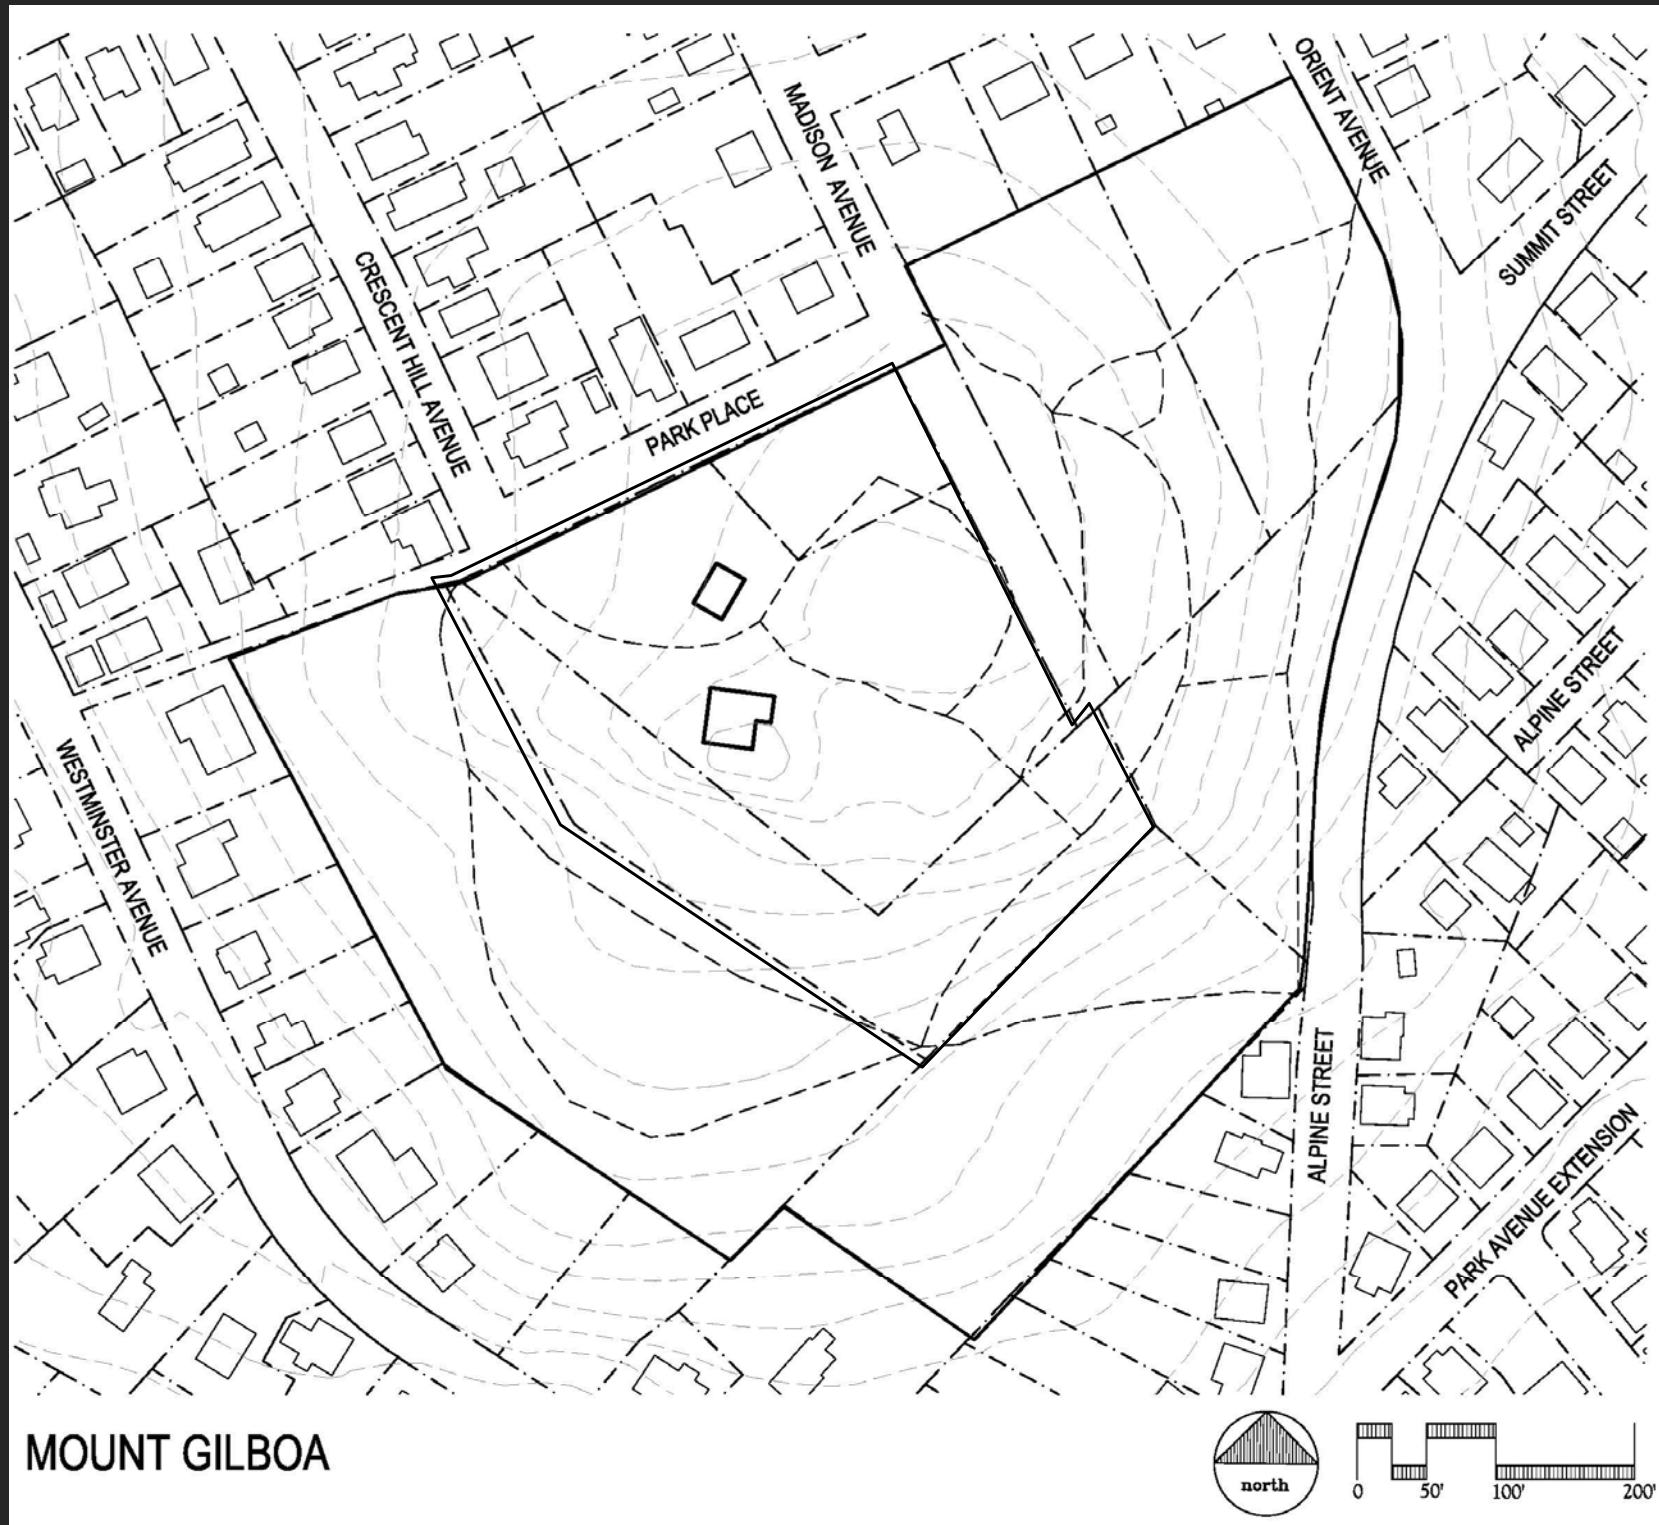 ORIENT AVENUE
MADISON AVENUE
SUMMIT STREET
CRESCENT HILL AVENUE
PARK PLACE
ALPINE STREET
WESTMINSTER AVENUE
ALPINE STREET
PARK AVENUE EXTENSION
MOUNT GILBOA
north
0 50' 100' 200'